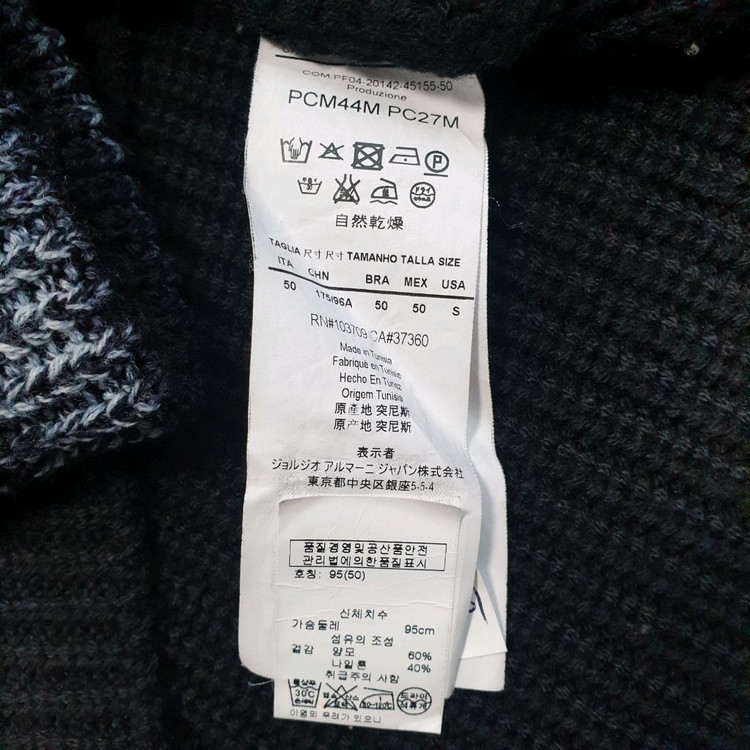 COM.PF04-20142-45155-50
Produzione
PCM44M PC27M
P
ドライ
自然乾燥
TAGLIA 尺寸 尺寸 TAMANHO TALLA SIZE
ITA CHN BRA MEX USA
50 175/96A 50 50 S
RN#103709 CA#37360
Made in Tunisia
Fabriqué en Tunisie
Hecho En Túnez
Origem Tunisia
原產地 突尼斯
原产地 突尼斯
表示者
ジョルジオ アルマーニ ジャパン株式会社
東京都中央区銀座5-5-4
품질경영및공산품안전
관리법에의한품질표시
호칭: 95(50)
신체치수
가슴둘레 95cm
섬유의 조성
겉감 양모 60%
나일론 40%
취급주의 사항
30℃ 드라이